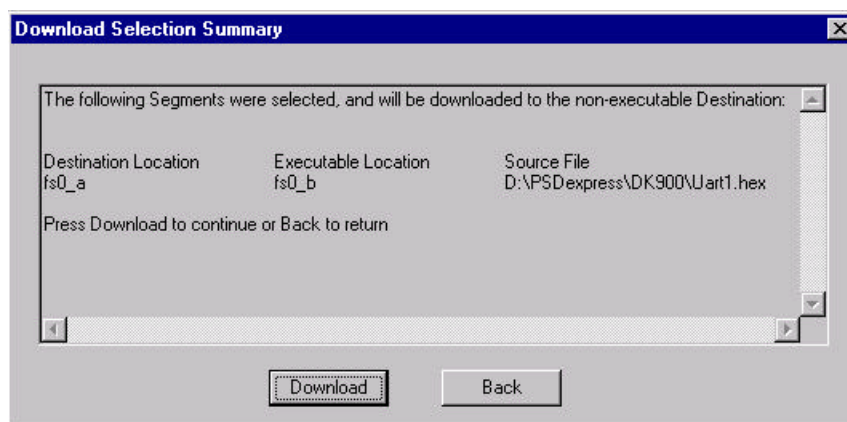 Download Selection Summary
The following Segments were selected, and will be downloaded to the non-executable Destination:
Destination Location Executable Location Source File
fs0_a fs0_b D:\PSDexpress\DK900\Uart1.hex
Press Download to continue or Back to return
Download Back